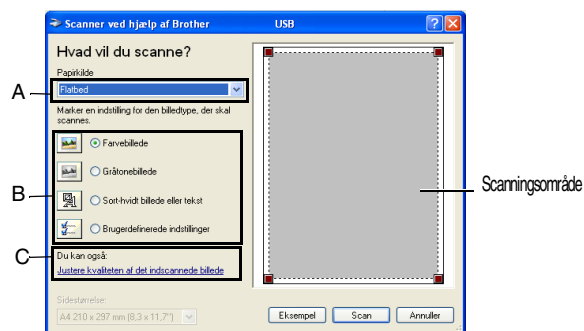 Scanner ved hjælp af Brother USB
Hvad vil du scanne?
Papirkilde
A
Flatbed
Marker en indstilling for den billedtype, der skal
scannes.
Farvebillede
Gråtonebillede
B
Sort-hvidt billede eller tekst
Brugerdefinerede indstillinger
C
Du kan også:
Justere kvaliteten af det indscannede billede
Sidestørrelse:
A4 210 x 297 mm (8,3 x 11,7")
Scanningsområde
Eksempel
Scan
Annuller